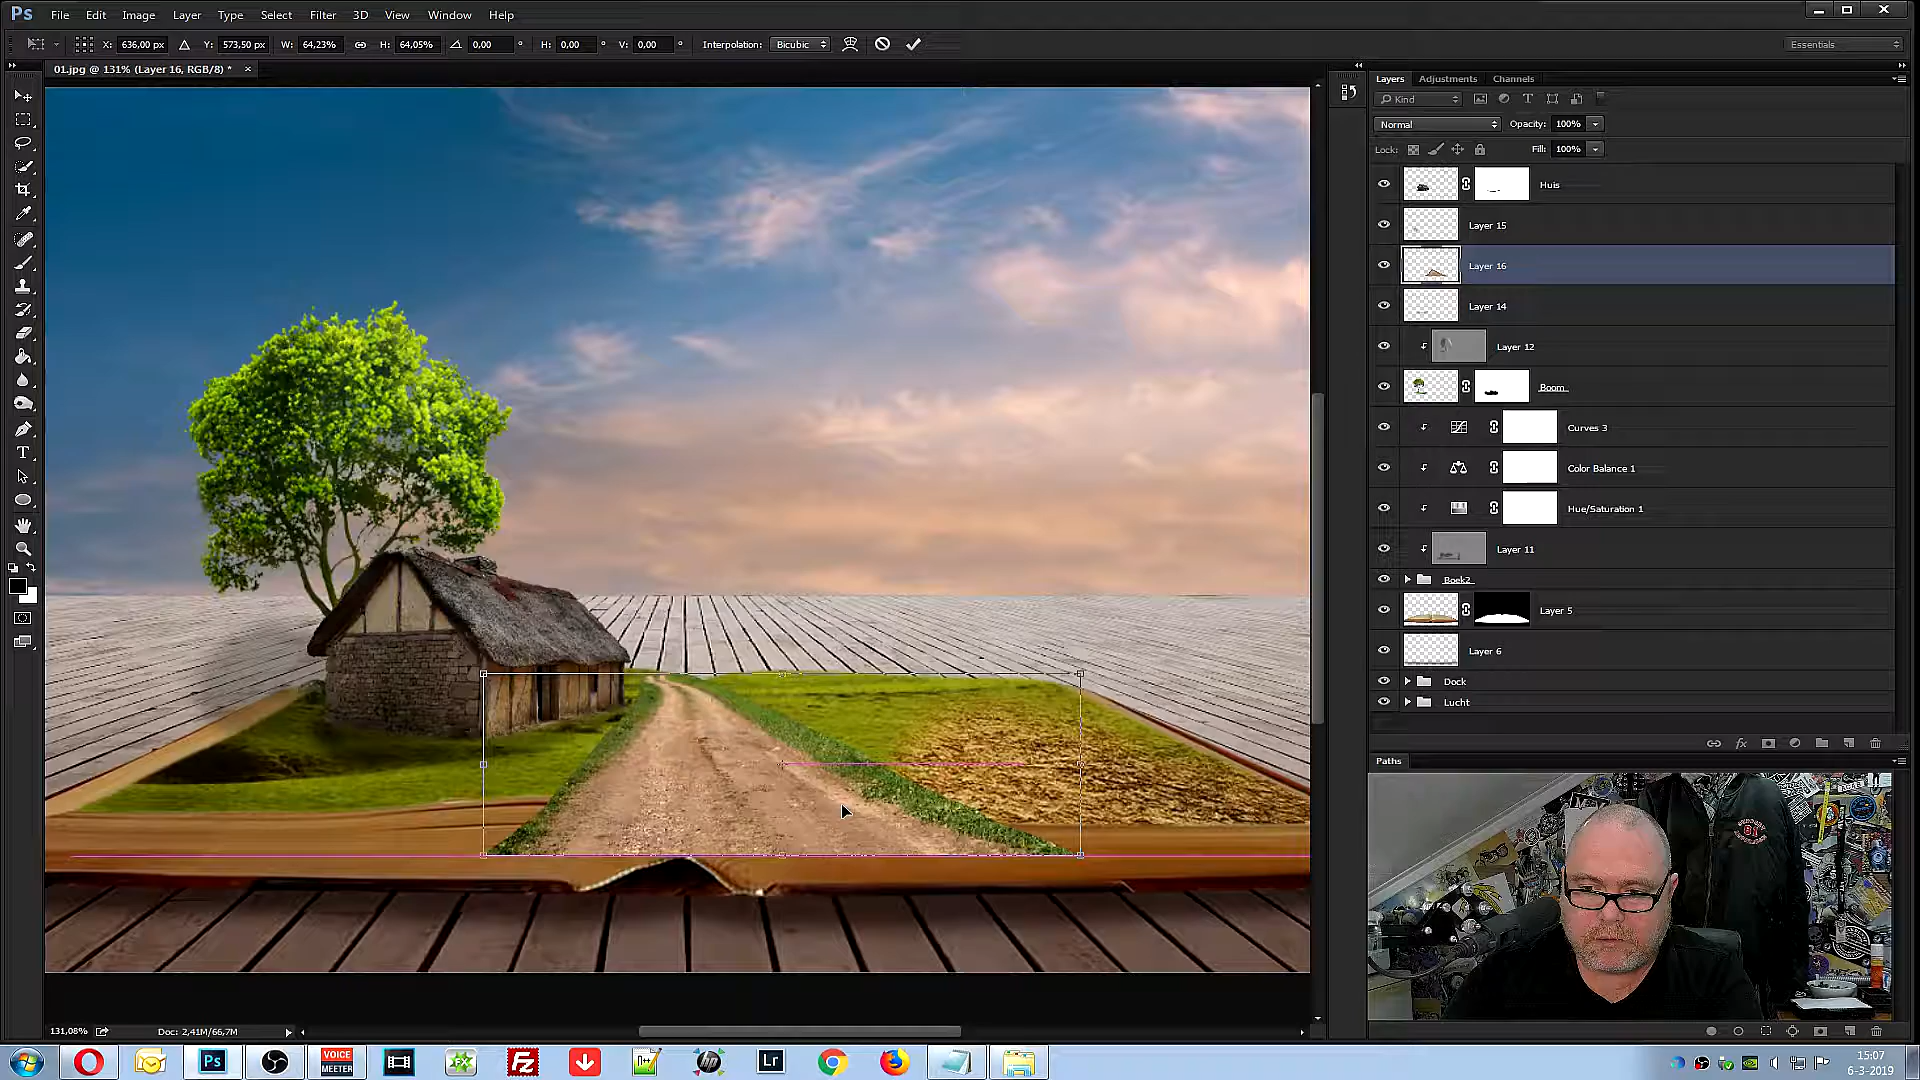 Ps File Edit Image Layer Type Select Filter 3D View Window Help
X: 636,00 px Y: 573,50 px W: 64,23% H: 64,05% 0,00 ° H: 0,00 ° V: 0,00 ° Interpolation: Bicubic Essentials
01.jpg @ 131% (Layer 16, RGB/8) * ×
Layers Adjustments Channels
Kind
Normal Opacity: 100%
Lock: Fill: 100%
Huis
Layer 15
Layer 16
Layer 14
Layer 12
Boom
Curves 3
Color Balance 1
Hue/Saturation 1
Layer 11
Boek2
Layer 5
Layer 6
Dock
Lucht
Paths
131,08% Doc: 2,41M/66,7M
Ps VOICE MEETER FX Fz hp Lr
15:07
6-3-2019